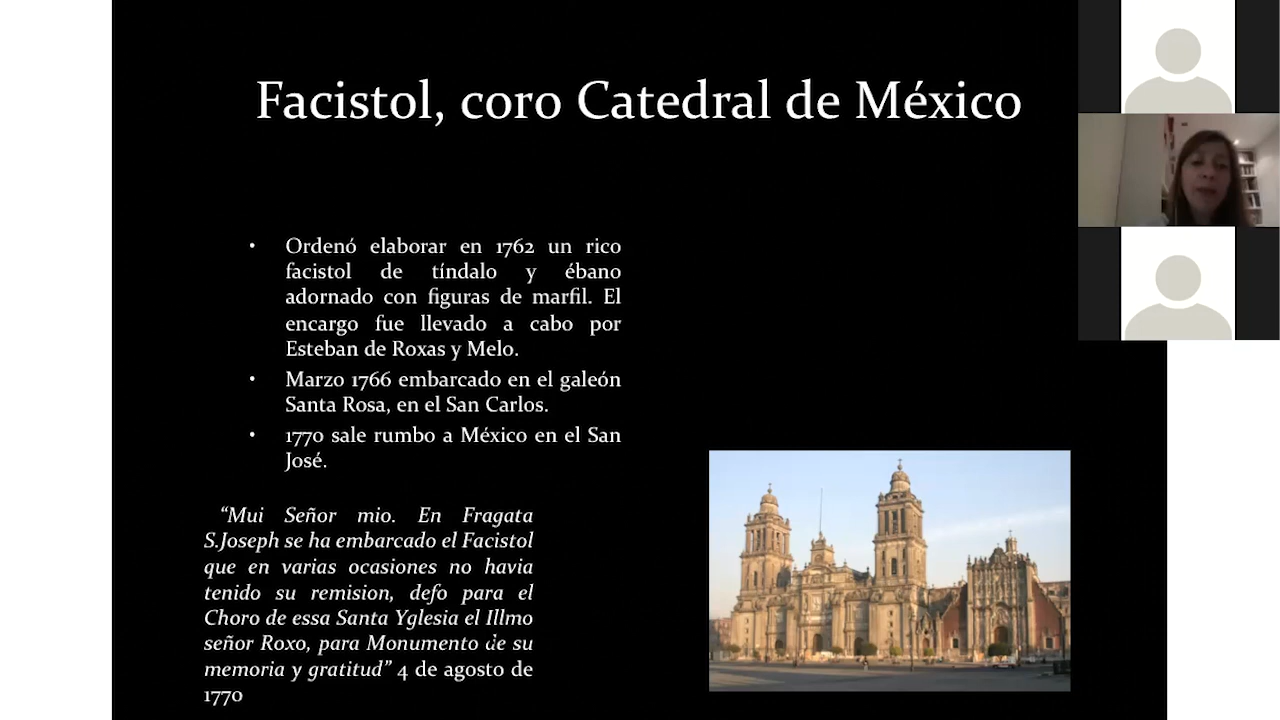 Facistol, coro Catedral de México
• Ordenó elaborar en 1762 un rico
facistol de tíndalo y ébano
adornado con figuras de marfil. El
encargo fue llevado a cabo por
Esteban de Roxas y Melo.
• Marzo 1766 embarcado en el galeón
Santa Rosa, en el San Carlos.
• 1770 sale rumbo a México en el San
José.
“Mui Señor mio. En Fragata
S.Joseph se ha embarcado el Facistol
que en varias ocasiones no havia
tenido su remision, defo para el
Choro de essa Santa Yglesia el Illmo
señor Roxo, para Monumento de su
memoria y gratitud” 4 de agosto de
1770